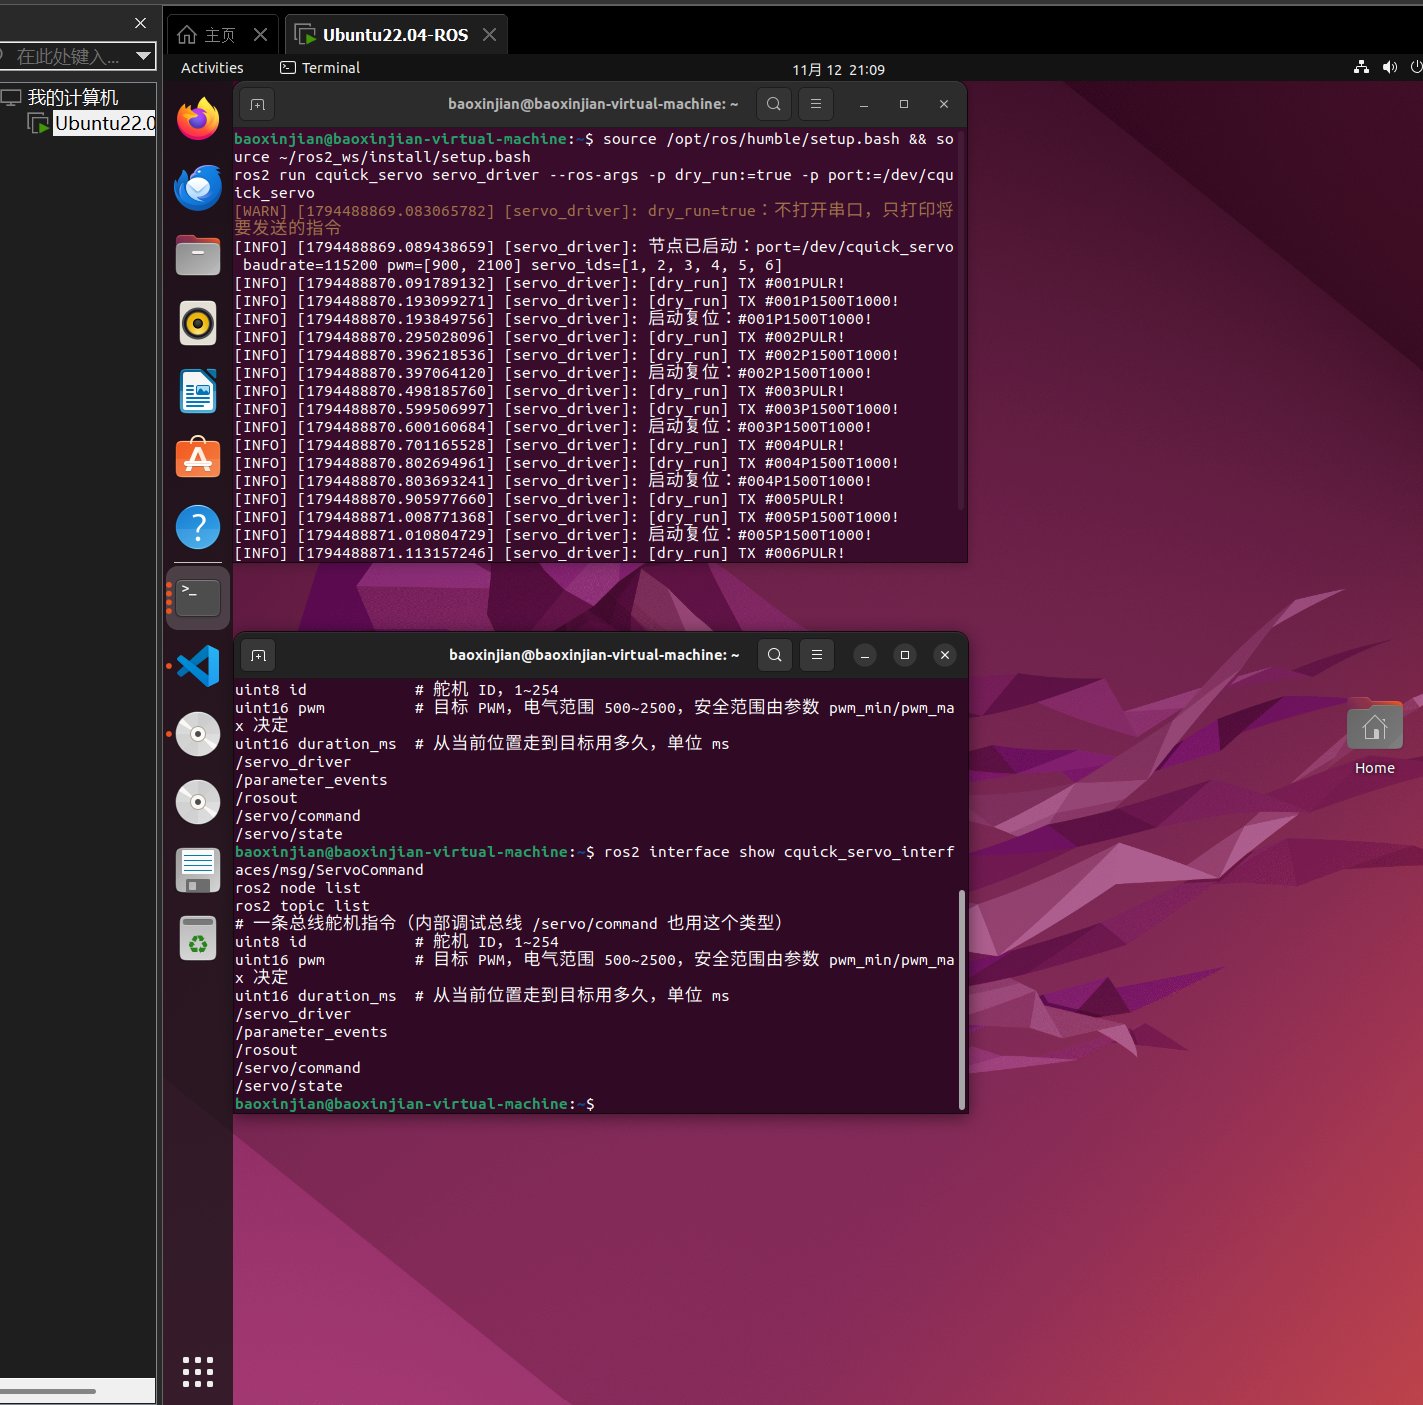 在此处键入...
我的计算机
Ubuntu22.0
主页
Ubuntu22.04-ROS
Activities
Terminal
11月 12 21:09
baoxinjian@baoxinjian-virtual-machine: ~
baoxinjian@baoxinjian-virtual-machine:~$ source /opt/ros/humble/setup.bash && so
urce ~/ros2_ws/install/setup.bash
ros2 run cquick_servo servo_driver --ros-args -p dry_run:=true -p port:=/dev/cqu
ick_servo
[WARN] [1794488869.083065782] [servo_driver]: dry_run=true：不打开串口，只打印将
要发送的指令
[INFO] [1794488869.089438659] [servo_driver]: 节点已启动：port=/dev/cquick_servo
baudrate=115200 pwm=[900, 2100] servo_ids=[1, 2, 3, 4, 5, 6]
[INFO] [1794488870.091789132] [servo_driver]: [dry_run] TX #001PULR!
[INFO] [1794488870.193099271] [servo_driver]: [dry_run] TX #001P1500T1000!
[INFO] [1794488870.193849756] [servo_driver]: 启动复位：#001P1500T1000!
[INFO] [1794488870.295028096] [servo_driver]: [dry_run] TX #002PULR!
[INFO] [1794488870.396218536] [servo_driver]: [dry_run] TX #002P1500T1000!
[INFO] [1794488870.397064120] [servo_driver]: 启动复位：#002P1500T1000!
[INFO] [1794488870.498185760] [servo_driver]: [dry_run] TX #003PULR!
[INFO] [1794488870.599506997] [servo_driver]: [dry_run] TX #003P1500T1000!
[INFO] [1794488870.600160684] [servo_driver]: 启动复位：#003P1500T1000!
[INFO] [1794488870.701165528] [servo_driver]: [dry_run] TX #004PULR!
[INFO] [1794488870.802694961] [servo_driver]: [dry_run] TX #004P1500T1000!
[INFO] [1794488870.803693241] [servo_driver]: 启动复位：#004P1500T1000!
[INFO] [1794488870.905977660] [servo_driver]: [dry_run] TX #005PULR!
[INFO] [1794488871.008771368] [servo_driver]: [dry_run] TX #005P1500T1000!
[INFO] [1794488871.010804729] [servo_driver]: 启动复位：#005P1500T1000!
[INFO] [1794488871.113157246] [servo_driver]: [dry_run] TX #006PULR!
baoxinjian@baoxinjian-virtual-machine: ~
uint8 id # 舵机 ID，1~254
uint16 pwm # 目标 PWM，电气范围 500~2500，安全范围由参数 pwm_min/pwm_ma
x 决定
uint16 duration_ms # 从当前位置走到目标用多久，单位 ms
/servo_driver
/parameter_events
/rosout
/servo/command
/servo/state
baoxinjian@baoxinjian-virtual-machine:~$ ros2 interface show cquick_servo_interf
aces/msg/ServoCommand
ros2 node list
ros2 topic list
# 一条总线舵机指令（内部调试总线 /servo/command 也用这个类型）
uint8 id # 舵机 ID，1~254
uint16 pwm # 目标 PWM，电气范围 500~2500，安全范围由参数 pwm_min/pwm_ma
x 决定
uint16 duration_ms # 从当前位置走到目标用多久，单位 ms
/servo_driver
/parameter_events
/rosout
/servo/command
/servo/state
baoxinjian@baoxinjian-virtual-machine:~$
Home